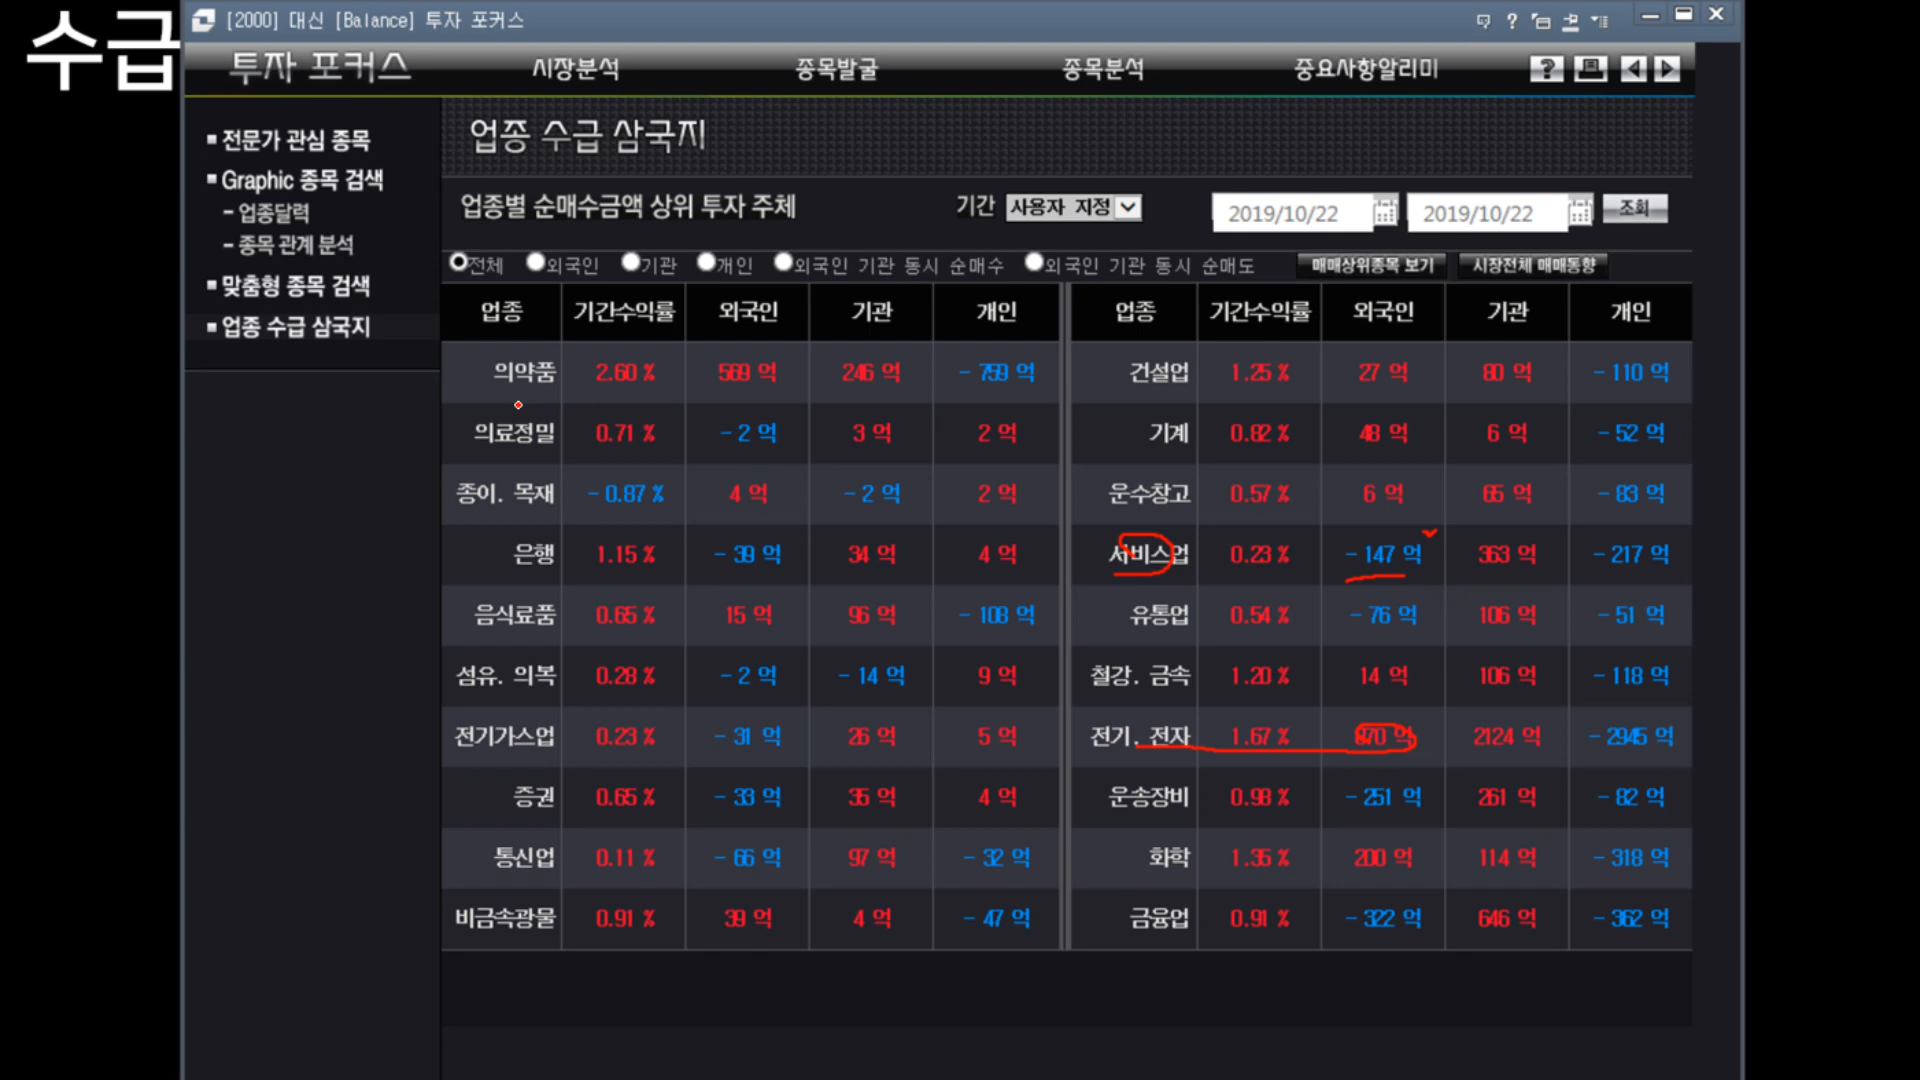 수급
[2000] 대신 [Balance] 투자 포커스
투자 포커스 시장분석 종목발굴 종목분석 중요사항알리미
전문가 관심 종목
Graphic 종목 검색
- 업종달력
- 종목 관계 분석
맞춤형 종목 검색
업종 수급 삼국지
업종 수급 삼국지
업종별 순매수금액 상위 투자 주체 기간 사용자 지정 2019/10/22 2019/10/22 조회
전체 외국인 기관 개인 외국인 기관 동시 순매수 외국인 기관 동시 순매도 매매상위종목 보기 시장전체 매매동향
업종 기간수익률 외국인 기관 개인 업종 기간수익률 외국인 기관 개인
의약품 2.60 % 569 억 246 억 - 759 억 건설업 1.25 % 27 억 80 억 - 110 억
의료정밀 0.71 % - 2 억 3 억 2 억 기계 0.82 % 48 억 6 억 - 52 억
종이. 목재 - 0.87 % 4 억 - 2 억 2 억 운수창고 0.57 % 6 억 65 억 - 83 억
은행 1.15 % - 39 억 34 억 4 억 서비스업 0.23 % - 147 억 363 억 - 217 억
음식료품 0.65 % 15 억 96 억 - 108 억 유통업 0.54 % - 76 억 106 억 - 51 억
섬유. 의복 0.28 % - 2 억 - 14 억 9 억 철강. 금속 1.20 % 14 억 106 억 - 118 억
전기가스업 0.23 % - 31 억 26 억 5 억 전기. 전자 1.67 % 870 억 2124 억 - 2945 억
증권 0.65 % - 33 억 35 억 4 억 운송장비 0.98 % - 251 억 261 억 - 82 억
통신업 0.11 % - 66 억 97 억 - 32 억 화학 1.35 % 200 억 114 억 - 318 억
비금속광물 0.91 % 39 억 4 억 - 47 억 금융업 0.91 % - 322 억 646 억 - 362 억